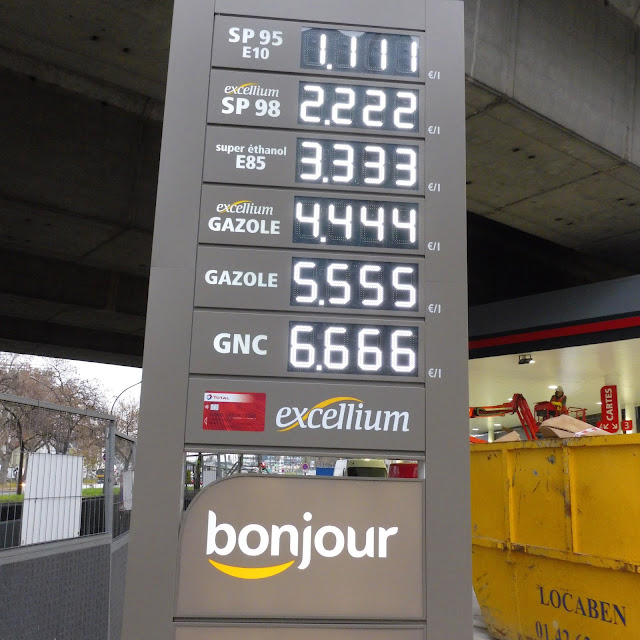 SP 95
E10
1.111
€/l
excellium
SP 98
2.222
€/l
super éthanol
E85
3.333
€/l
excellium
GAZOLE
4.444
€/l
GAZOLE
5.555
€/l
GNC
6.666
€/l
TOTAL
excellium
bonjour
CARTES
LOCABEN